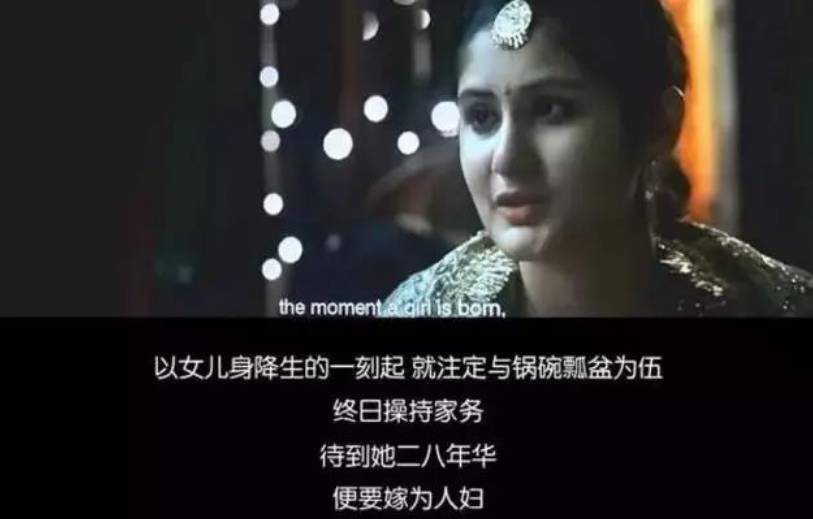 the moment a girl is born,
以女儿身降生的一刻起 就注定与锅碗瓢盆为伍
终日操持家务
待到她二八年华
便要嫁为人妇